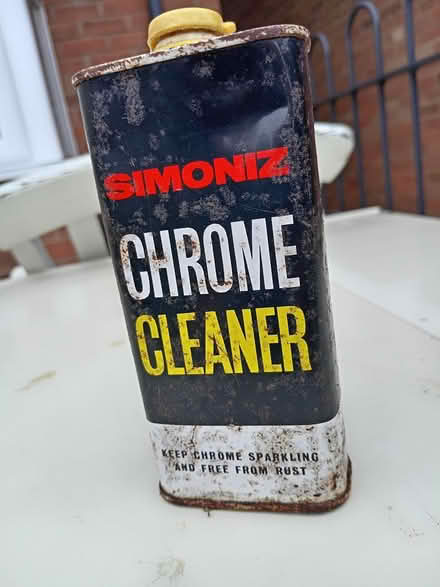 SIMONIZ
CHROME
CLEANER
KEEP CHROME SPARKLING
AND FREE FROM RUST